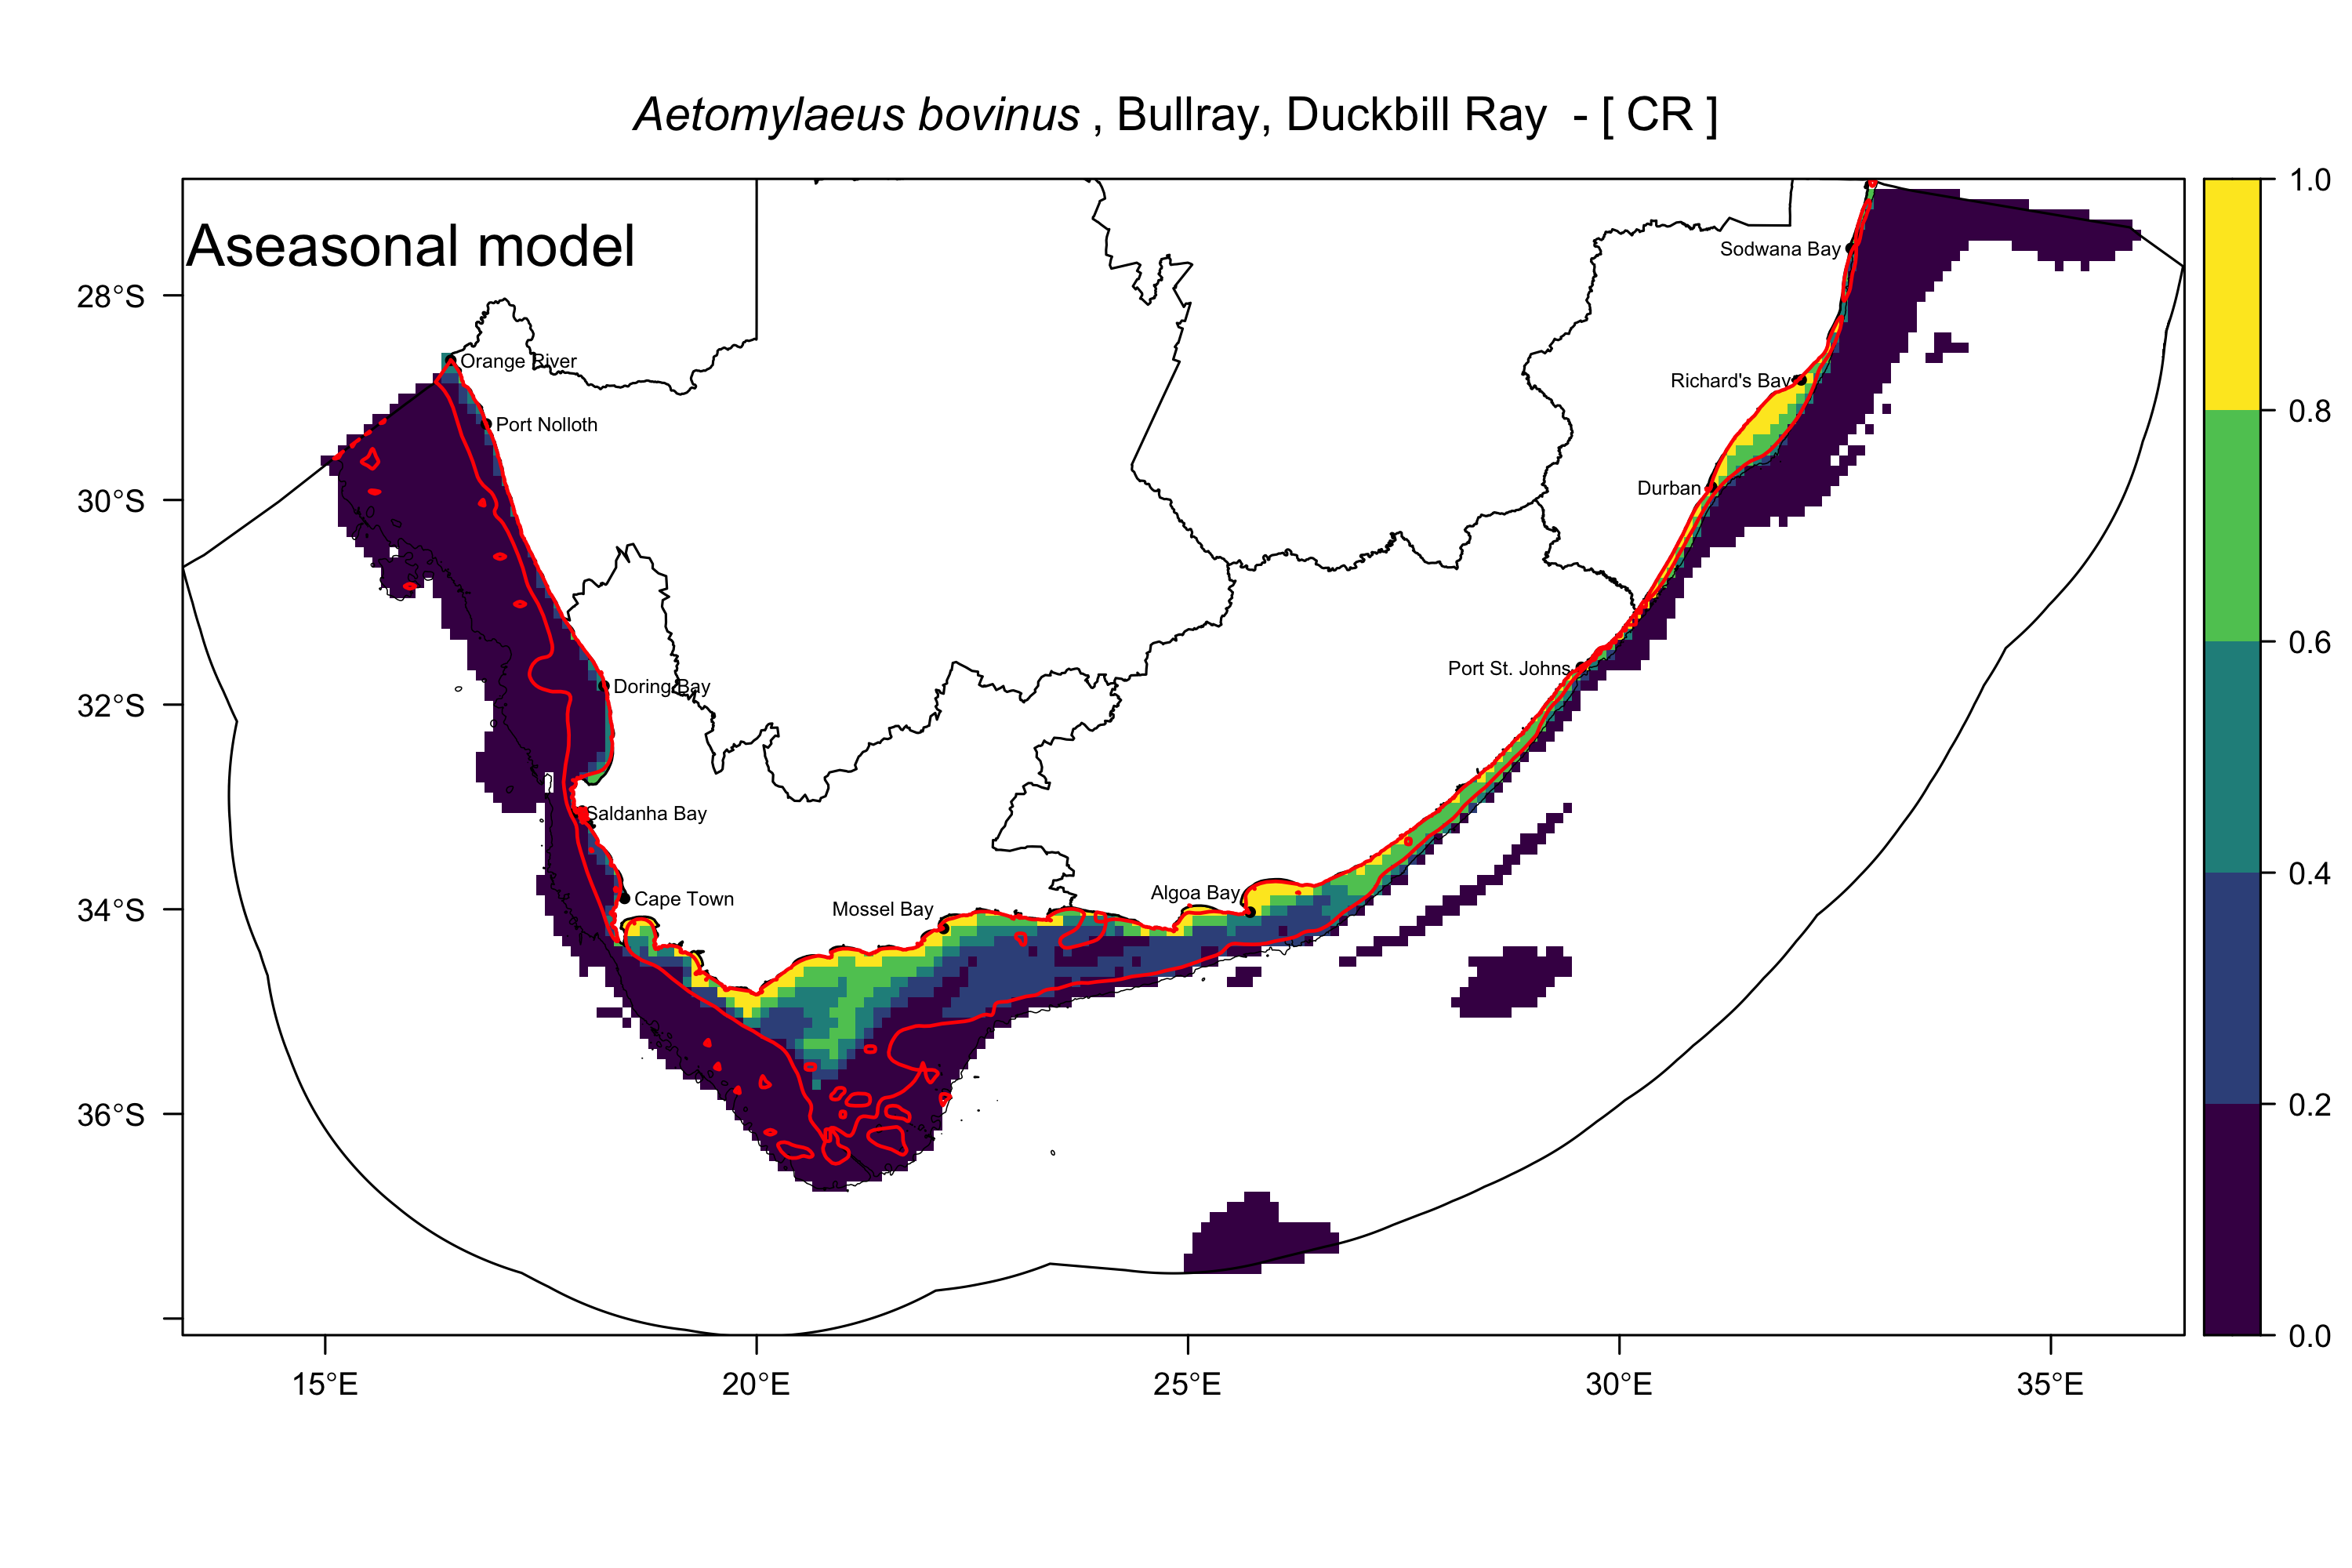 Aetomylaeus bovinus , Bullray, Duckbill Ray - [ CR ]
Aseasonal model
Sodwana Bay
Orange River
Richard's Bay
Port Nolloth
Durban
Port St. Johns
Doring Bay
Saldanha Bay
Cape Town
Mossel Bay
Algoa Bay
28°S
30°S
32°S
34°S
36°S
15°E
20°E
25°E
30°E
35°E
1.0
0.8
0.6
0.4
0.2
0.0